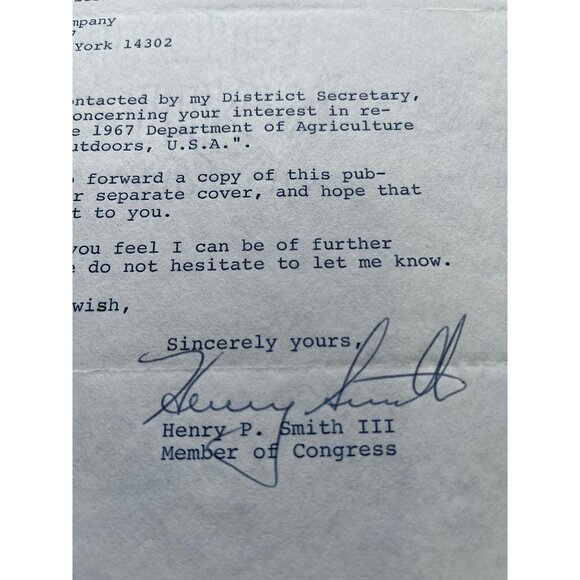 mpany
7
York 14302
ontacted by my District Secretary,
oncerning your interest in re-
e 1967 Department of Agriculture
utdoors, U.S.A.".
o forward a copy of this pub-
r separate cover, and hope that
t to you.
you feel I can be of further
e do not hesitate to let me know.
wish,
Sincerely yours,
Henry Smith
Henry P. Smith III
Member of Congress